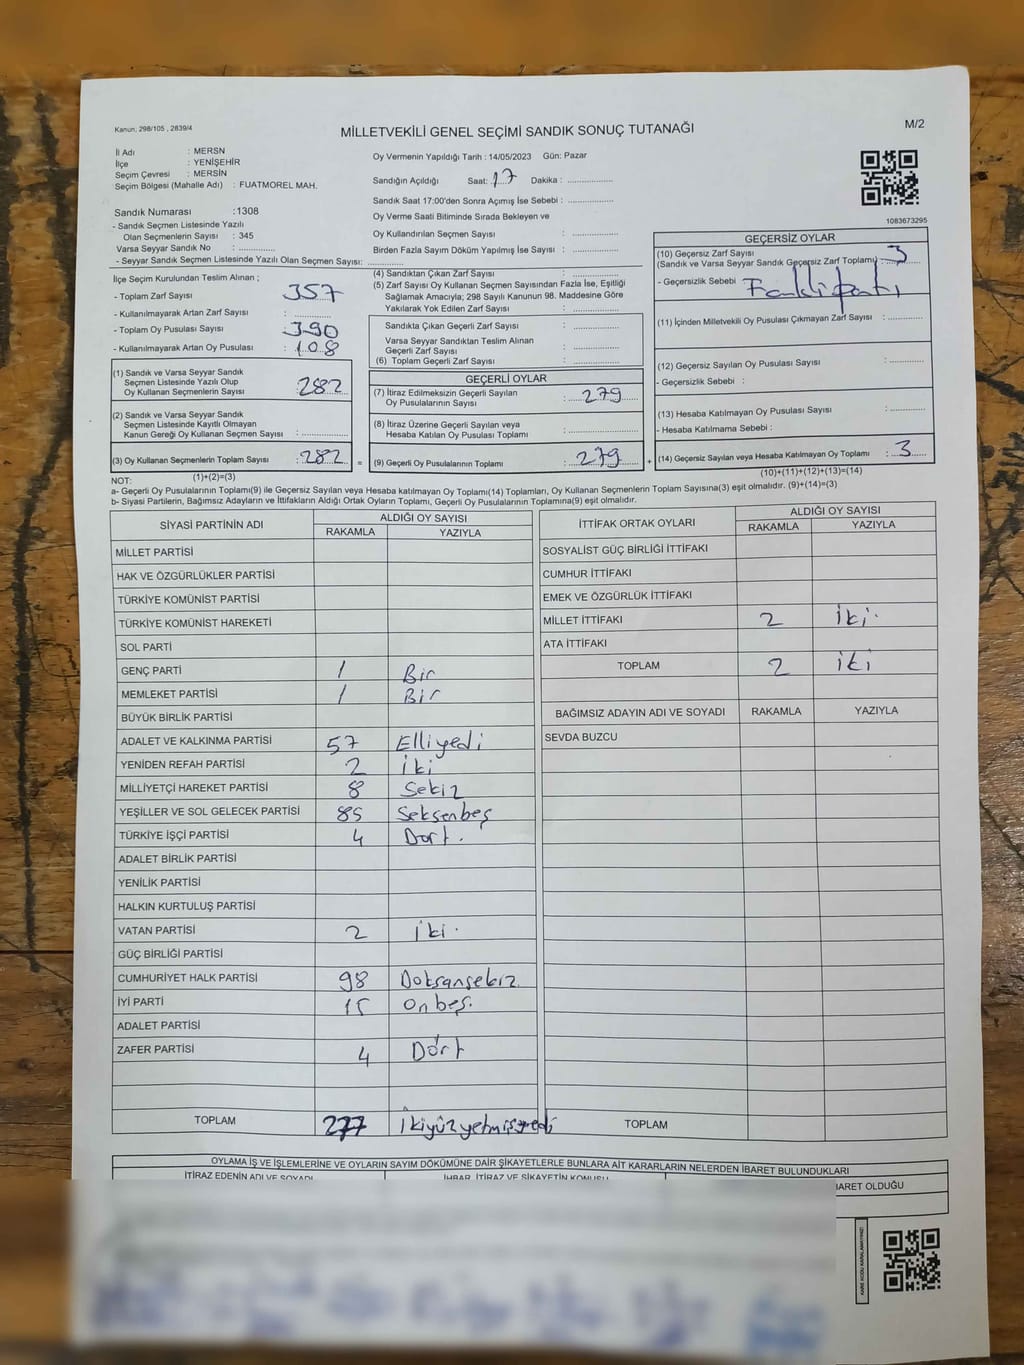 Kanun; 298/105 , 2839/4
MİLLETVEKİLİ GENEL SEÇİMİ SANDIK SONUÇ TUTANAĞI
M/2
İl Adı : MERSN
İlçe : YENİŞEHİR
Seçim Çevresi : MERSİN
Seçim Bölgesi (Mahalle Adı) : FUATMOREL MAH.
Sandık Numarası :1308
- Sandık Seçmen Listesinde Yazılı
Olan Seçmenlerin Sayısı : 345
Varsa Seyyar Sandık No : ..............
- Seyyar Sandık Seçmen Listesinde Yazılı Olan Seçmen Sayısı: ..............
Oy Vermenin Yapıldığı Tarih : 14/05/2023 Gün: Pazar
Sandığın Açıldığı Saat: 17 Dakika : ..............
Sandık Saat 17:00'den Sonra Açımış İse Sebebi : ..............
Oy Verme Saati Bitiminde Sırada Bekleyen ve
Oy Kullandırılan Seçmen Sayısı : ..............
Birden Fazla Sayım Döküm Yapılmış İse Sayısı : ..............
1083673295
İlçe Seçim Kurulundan Teslim Alınan ;
- Toplam Zarf Sayısı 357
- Kullanılmayarak Artan Zarf Sayısı : ..............
- Toplam Oy Pusulası Sayısı : 390
- Kullanılmayarak Artan Oy Pusulası : 108
(1) Sandık ve Varsa Seyyar Sandık
Seçmen Listesinde Yazılı Olup
Oy Kullanan Seçmenlerin Sayısı : 282
(2) Sandık ve Varsa Seyyar Sandık
Seçmen Listesinde Kayıtlı Olmayan
Kanun Gereği Oy Kullanan Seçmen Sayısı : ..............
(3) Oy Kullanan Seçmenlerin Toplam Sayısı : 282 =
(1)+(2)=(3)
(4) Sandıktan Çıkan Zarf Sayısı : ..............
(5) Zarf Sayısı Oy Kullanan Seçmen Sayısından Fazla İse, Eşitliği
Sağlamak Amacıyla; 298 Sayılı Kanunun 98. Maddesine Göre
Yakılarak Yok Edilen Zarf Sayısı : ..............
Sandıkta Çıkan Geçerli Zarf Sayısı : ..............
Varsa Seyyar Sandıktan Teslim Alınan
Geçerli Zarf Sayısı : ..............
(6) Toplam Geçerli Zarf Sayısı : ..............
GEÇERLİ OYLAR
(7) İtiraz Edilmeksizin Geçerli Sayılan
Oy Pusulalarının Sayısı : 279
(8) İtiraz Üzerine Geçerli Sayılan veya
Hesaba Katılan Oy Pusulası Toplamı : ..............
(9) Geçerli Oy Pusulalarının Toplamı : 279 +
GEÇERSİZ OYLAR
(10) Geçersiz Zarf Sayısı
(Sandık ve Varsa Seyyar Sandık Geçersiz Zarf Toplamı) : 3
- Geçersizlik Sebebi :
(11) İçinden Milletvekili Oy Pusulası Çıkmayan Zarf Sayısı : ..............
(12) Geçersiz Sayılan Oy Pusulası Sayısı : ..............
- Geçersizlik Sebebi :
(13) Hesaba Katılmayan Oy Pusulası Sayısı : ..............
- Hesaba Katılmama Sebebi :
(14) Geçersiz Sayılan veya Hesaba Katılmayan Oy Toplamı : 3
(10)+(11)+(12)+(13)=(14)
NOT:
a- Geçerli Oy Pusulalarının Toplamı(9) ile Geçersiz Sayılan veya Hesaba katılmayan Oy Toplamı(14) Toplamları, Oy Kullanan Seçmenlerin Toplam Sayısına(3) eşit olmalıdır. (9)+(14)=(3)
b- Siyasi Partilerin, Bağımsız Adayların ve İttifakların Aldığı Ortak Oyların Toplamı, Geçerli Oy Pusulalarının Toplamına(9) eşit olmalıdır.
SİYASİ PARTİNİN ADI ALDIĞI OY SAYISI
RAKAMLA YAZIYLA
MİLLET PARTİSİ
HAK VE ÖZGÜRLÜKLER PARTİSİ
TÜRKİYE KOMÜNİST PARTİSİ
TÜRKİYE KOMÜNİST HAREKETİ
SOL PARTİ
GENÇ PARTİ 1 Bir
MEMLEKET PARTİSİ 1 Bir
BÜYÜK BİRLİK PARTİSİ
ADALET VE KALKINMA PARTİSİ 57 Elliyedi
YENİDEN REFAH PARTİSİ 2 İki
MİLLİYETÇİ HAREKET PARTİSİ 8 Sekiz
YEŞİLLER VE SOL GELECEK PARTİSİ 85 Seksenbeş
TÜRKİYE İŞÇİ PARTİSİ 4 Dort.
ADALET BİRLİK PARTİSİ
YENİLİK PARTİSİ
HALKIN KURTULUŞ PARTİSİ
VATAN PARTİSİ 2 İki.
GÜÇ BİRLİĞİ PARTİSİ
CUMHURİYET HALK PARTİSİ 98 Doksansekiz
İYİ PARTİ 15 Onbeş.
ADALET PARTİSİ
ZAFER PARTİSİ 4 Dört
TOPLAM 277 İkiyüzyetmişyedi
İTTİFAK ORTAK OYLARI ALDIĞI OY SAYISI
RAKAMLA YAZIYLA
SOSYALİST GÜÇ BİRLİĞİ İTTİFAKI
CUMHUR İTTİFAKI
EMEK VE ÖZGÜRLÜK İTTİFAKI
MİLLET İTTİFAKI 2 İki.
ATA İTTİFAKI
TOPLAM 2 iki
BAĞIMSIZ ADAYIN ADI VE SOYADI RAKAMLA YAZIYLA
SEVDA BUZCU
TOPLAM
OYLAMA İŞ VE İŞLEMLERİNE VE OYLARIN SAYIM DÖKÜMÜNE DAİR ŞİKAYETLERLE BUNLARA AİT KARARLARIN NELERDEN İBARET BULUNDUKLARI
İTİRAZ EDENİN ADI VE SOYADI İHBAR, İTİRAZ VE ŞİKAYETİN KONUSU BARET OLDUĞU
KARE KODU KARALAMAYINIZ!